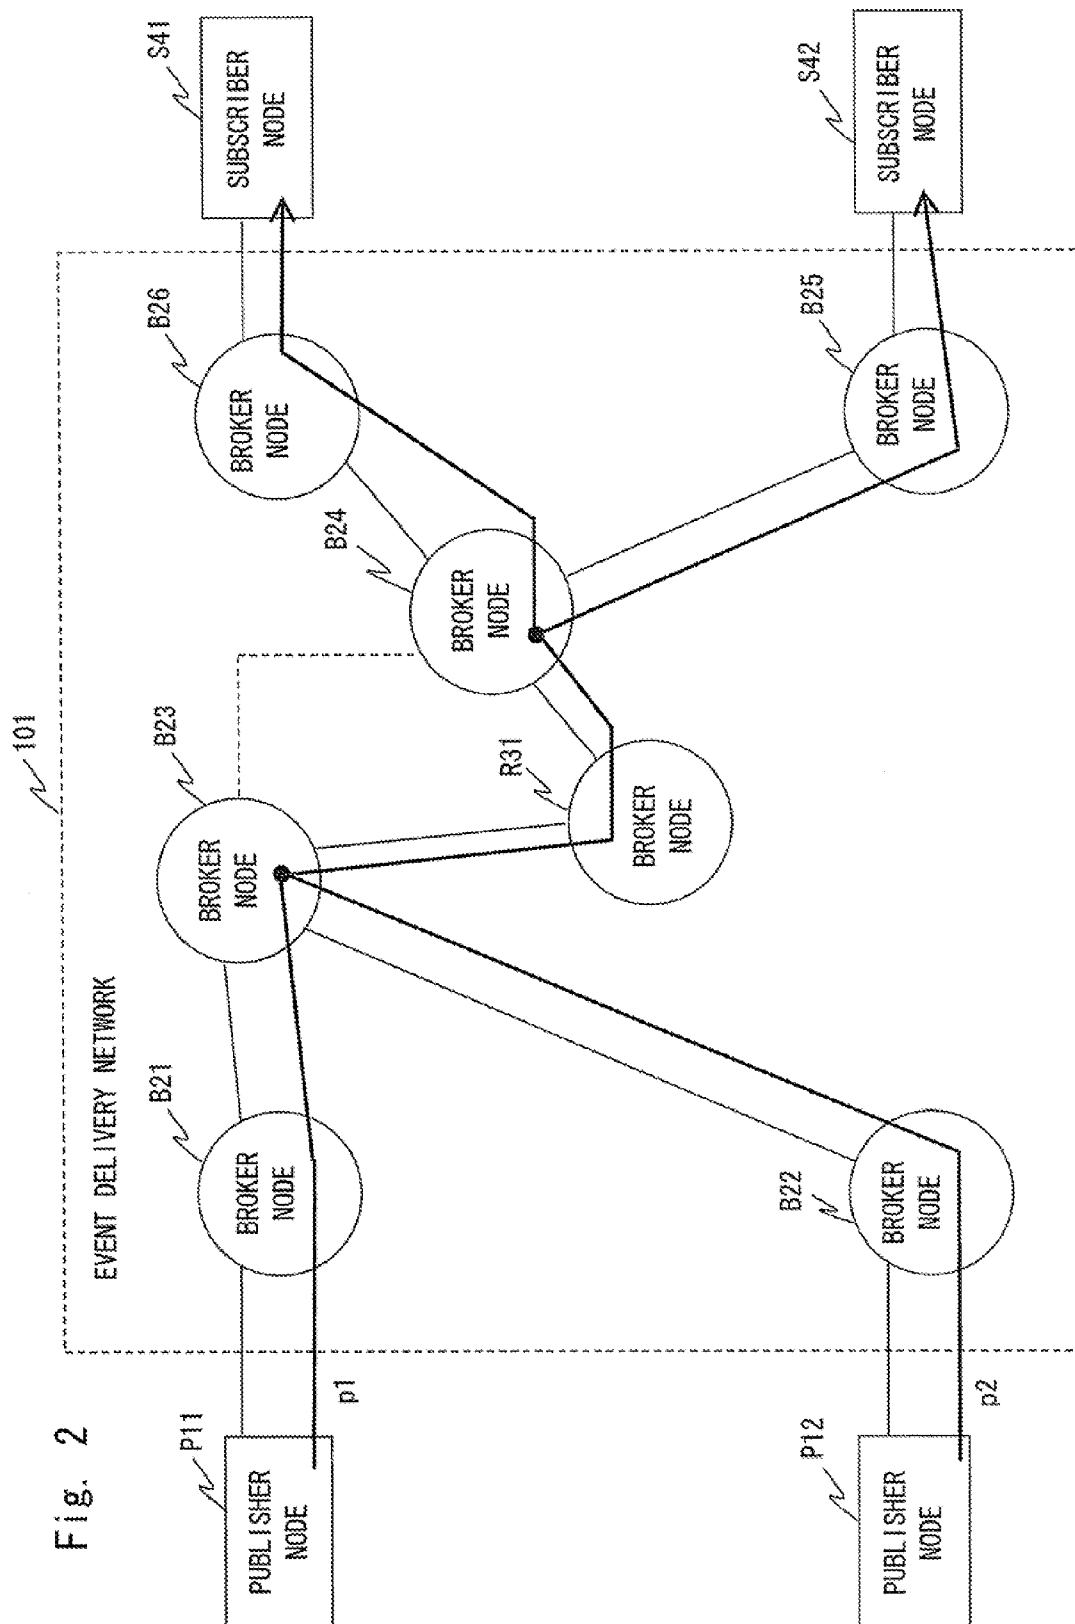 Fig. 2
101
EVENT DELIVERY NETWORK
P11
PUBLISHER
NODE
p1
B21
BROKER
NODE
B23
BROKER
NODE
B26
BROKER
NODE
S41
SUBSCRIBER
NODE
B24
BROKER
NODE
R31
BROKER
NODE
P12
PUBLISHER
NODE
p2
B22
BROKER
NODE
B25
BROKER
NODE
S42
SUBSCRIBER
NODE